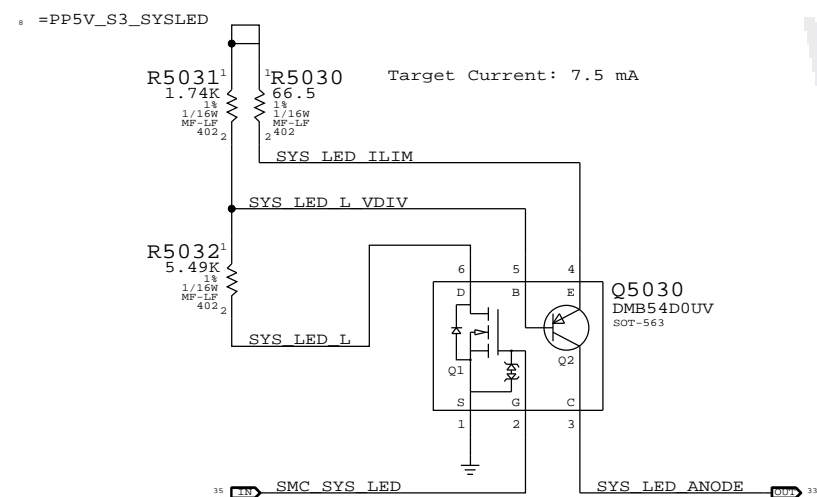 8 =PP5V_S3_SYSLED
R5031 1
1.74K
1%
1/16W
MF-LF
402
2
1 R5030
66.5
1%
1/16W
MF-LF
402
2
Target Current: 7.5 mA
SYS_LED_ILIM
SYS_LED_L_VDIV
R5032 1
5.49K
1%
1/16W
MF-LF
402
2
SYS_LED_L
6 5 4
D B E
Q5030
DMB54D0UV
SOT-563
Q1
Q2
S G C
1 2 3
35 IN SMC_SYS_LED
SYS_LED_ANODE OUT 33